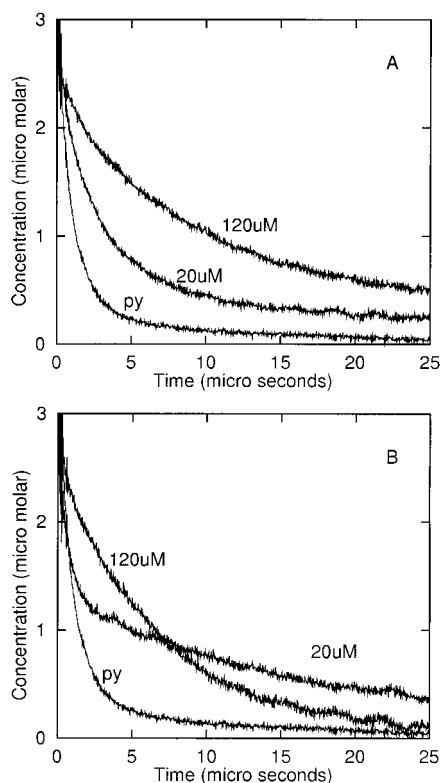 3
A
2
Concentration (micro molar)
120uM
1
20uM
py
0
0 5 10 15 20 25
Time (micro seconds)
3
B
2
Concentration (micro molar)
120uM
1
20uM
py
0
0 5 10 15 20 25
Time (micro seconds)